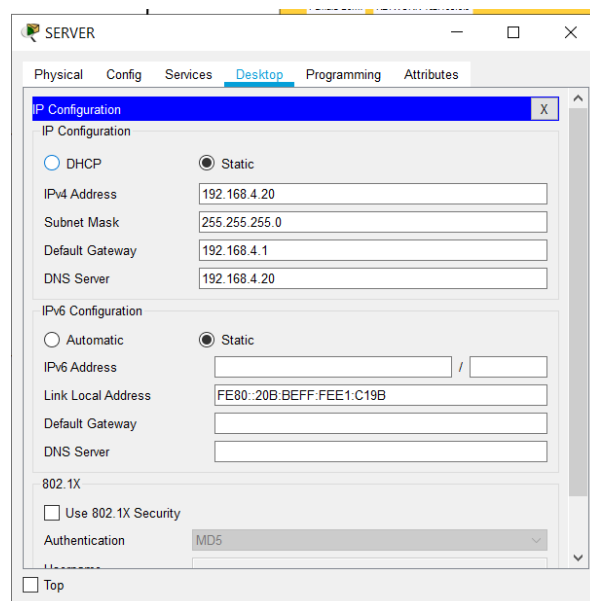 SERVER
Physical Config Services Desktop Programming Attributes
IP Configuration X
IP Configuration
DHCP Static
IPv4 Address 192.168.4.20
Subnet Mask 255.255.255.0
Default Gateway 192.168.4.1
DNS Server 192.168.4.20
IPv6 Configuration
Automatic Static
IPv6 Address /
Link Local Address FE80::20B:BEFF:FEE1:C19B
Default Gateway
DNS Server
802.1X
Use 802.1X Security
Authentication MD5
Top